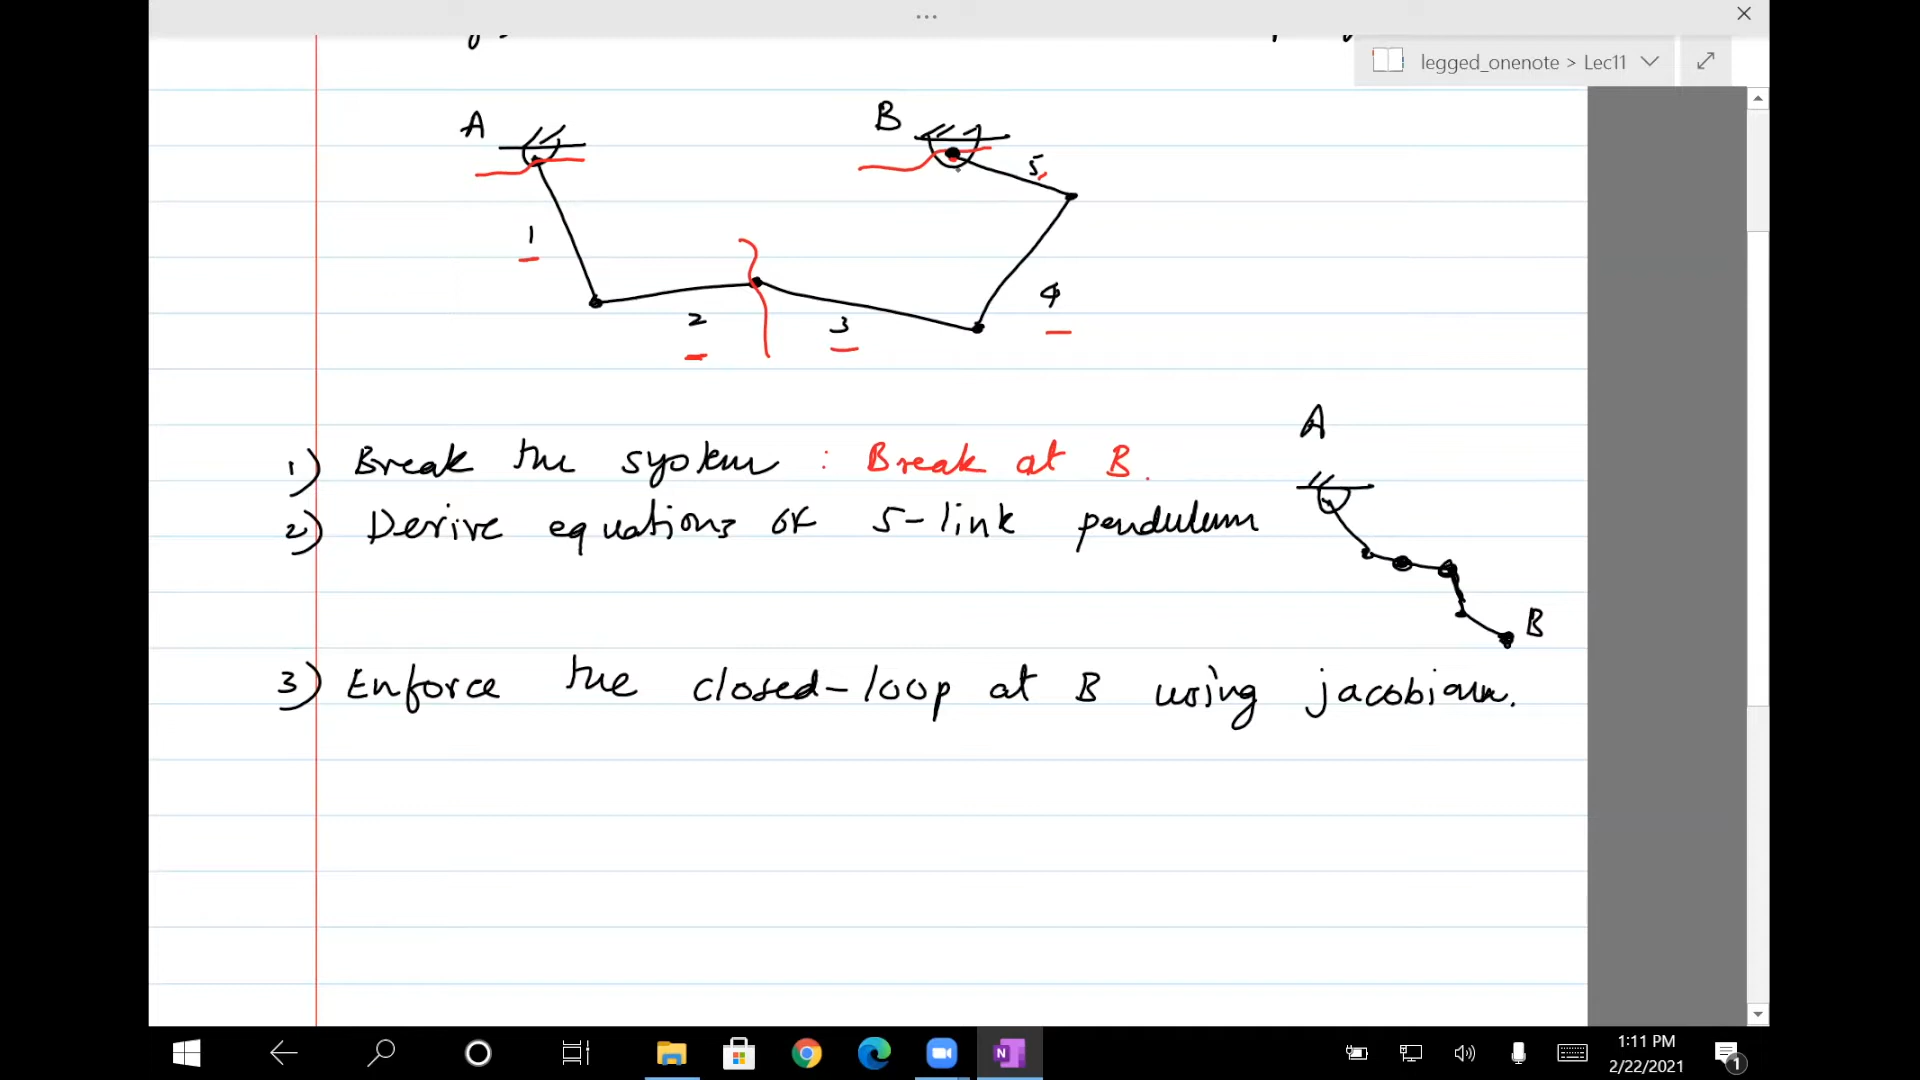 legged_onenote > Lec11
A
B
5
1
2
3
4
A
1) Break the system : Break at B.
2) Derive equations of 5-link pendulum
B
3) Enforce the closed-loop at B using jacobian.
1:11 PM
2/22/2021
1